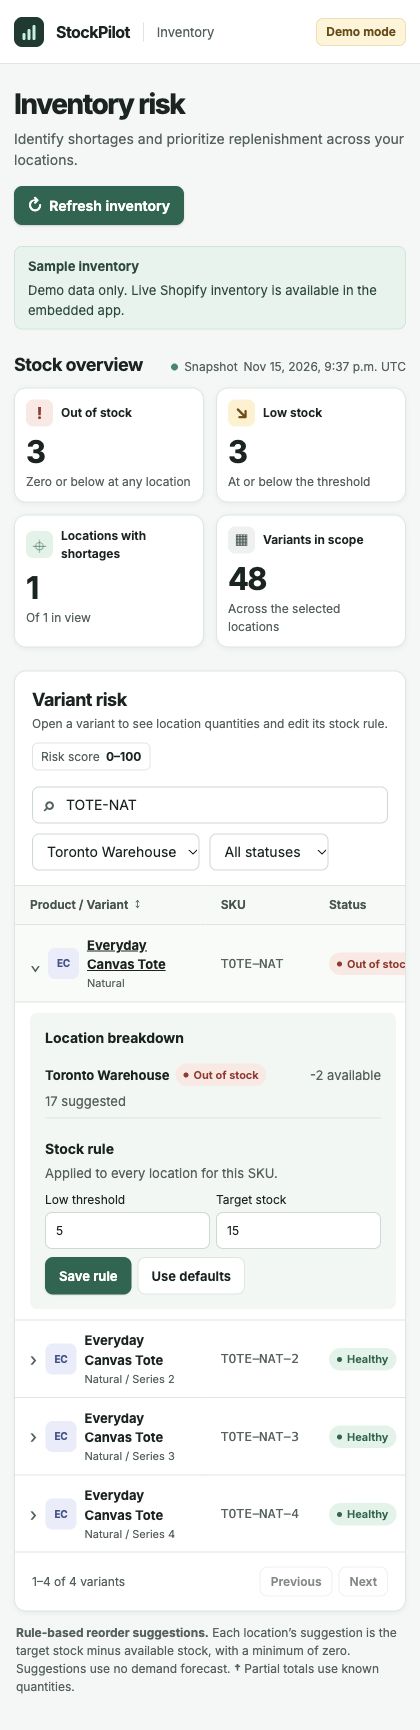 StockPilot Inventory Demo mode
Inventory risk
Identify shortages and prioritize replenishment across your
locations.
Refresh inventory
Sample inventory
Demo data only. Live Shopify inventory is available in the
embedded app.
Stock overview Snapshot Nov 15, 2026, 9:37 p.m. UTC
Out of stock
3
Zero or below at any location
Low stock
3
At or below the threshold
Locations with
shortages
1
Of 1 in view
Variants in scope
48
Across the selected
locations
Variant risk
Open a variant to see location quantities and edit its stock rule.
Risk score 0–100
TOTE-NAT
Toronto Warehouse All statuses
Product / Variant ↕ SKU Status
EC Everyday
Canvas Tote
Natural
TOTE-NAT
Out of stoc
Location breakdown
Toronto Warehouse Out of stock -2 available
17 suggested
Stock rule
Applied to every location for this SKU.
Low threshold Target stock
5 15
Save rule Use defaults
EC Everyday
Canvas Tote
Natural / Series 2
TOTE-NAT-2
Healthy
EC Everyday
Canvas Tote
Natural / Series 3
TOTE-NAT-3
Healthy
EC Everyday
Canvas Tote
Natural / Series 4
TOTE-NAT-4
Healthy
1–4 of 4 variants Previous Next
Rule-based reorder suggestions. Each location’s suggestion is the
target stock minus available stock, with a minimum of zero.
Suggestions use no demand forecast. † Partial totals use known
quantities.